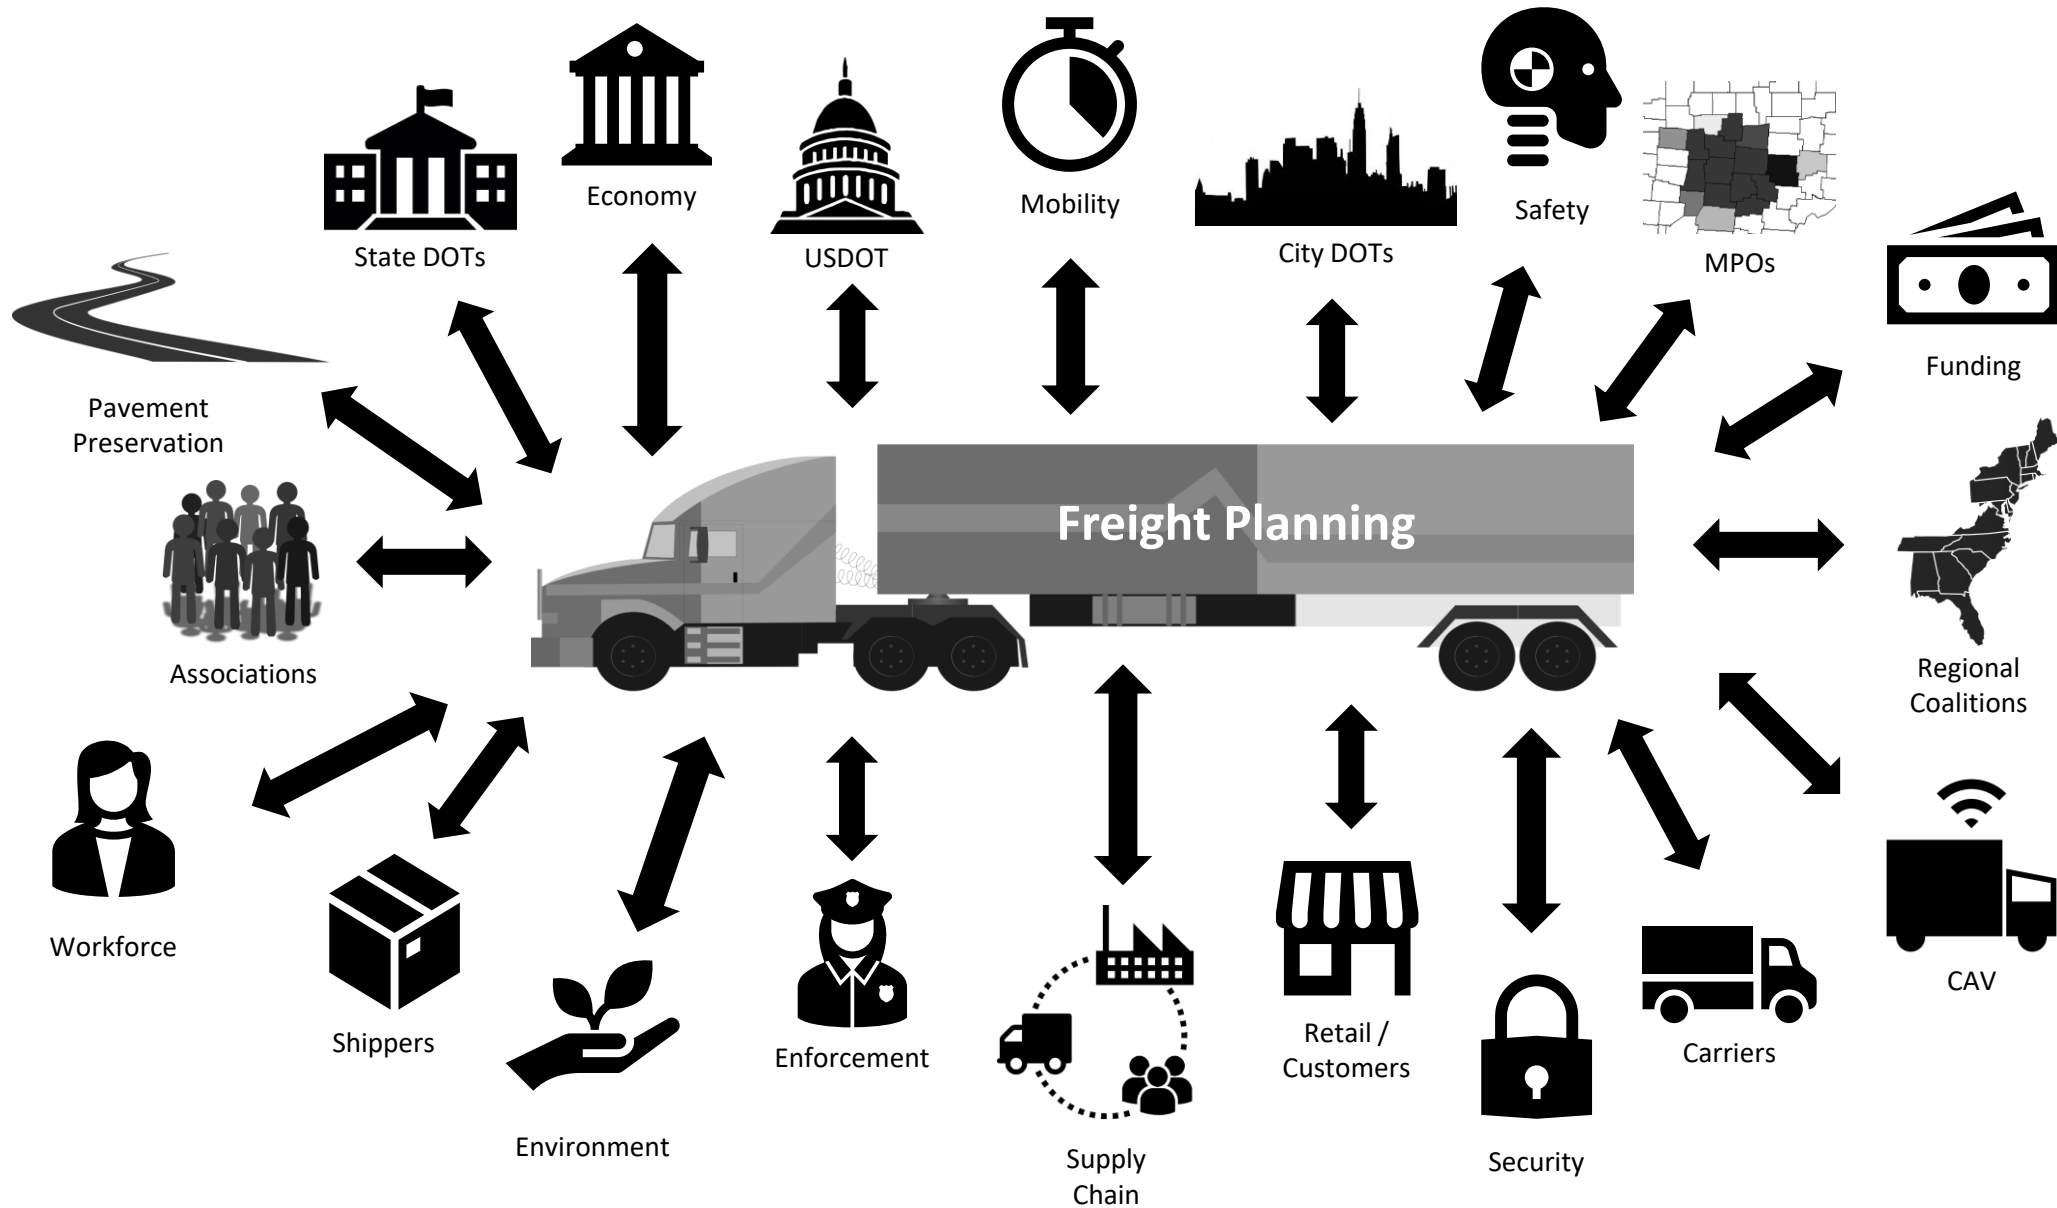 Economy
Mobility
Safety
State DOTs
USDOT
City DOTs
MPOs
Funding
Pavement
Preservation
Freight Planning
Associations
Regional
Coalitions
Workforce
Shippers
Environment
Enforcement
Supply
Chain
Retail /
Customers
Security
Carriers
CAV